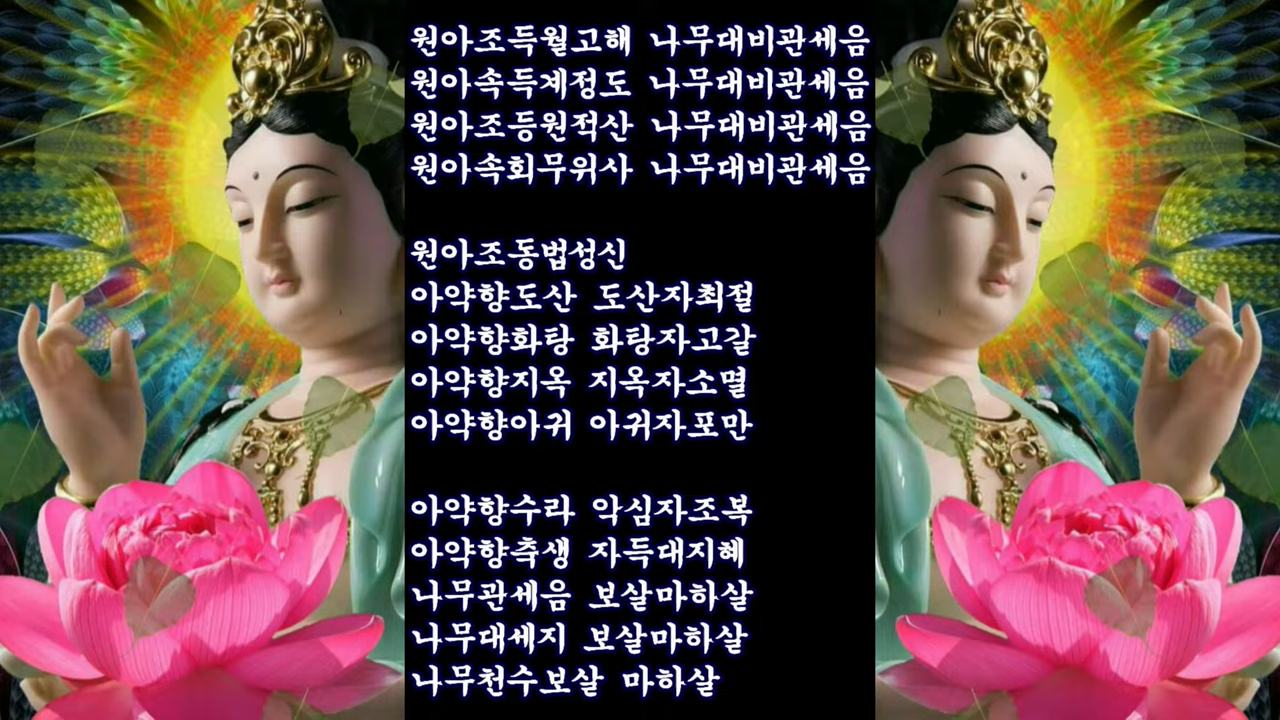 원아조득월고해 나무대비관세음
원아속득계정도 나무대비관세음
원아조등원적산 나무대비관세음
원아속회무위사 나무대비관세음
원아조동법성신
아약향도산 도산자최절
아약향화탕 화탕자고갈
아약향지옥 지옥자소멸
아약향아귀 아귀자포만
아약향수라 악심자조복
아약향축생 자득대지혜
나무관세음 보살마하살
나무대세지 보살마하살
나무천수보살 마하살